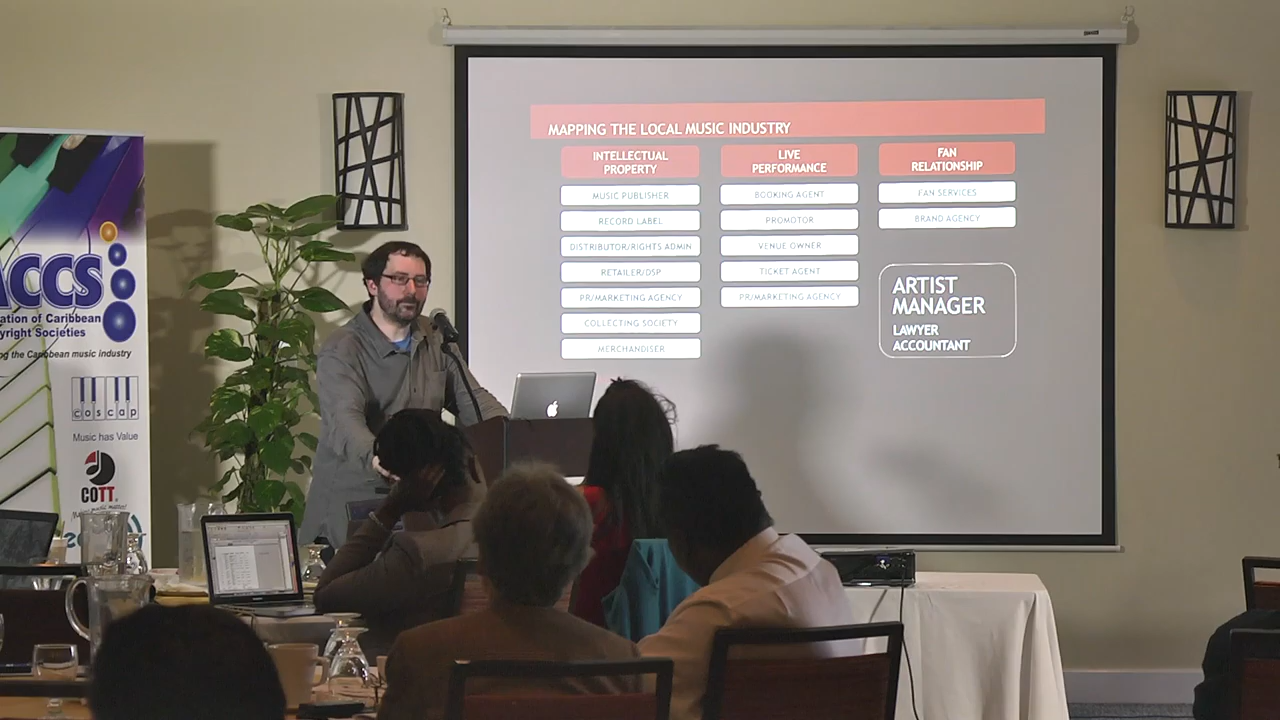 MAPPING THE LOCAL MUSIC INDUSTRY
INTELLECTUAL
PROPERTY
MUSIC PUBLISHER
RECORD LABEL
DISTRIBUTOR/RIGHTS ADMIN
RETAILER/DSP
PR/MARKETING AGENCY
COLLECTING SOCIETY
MERCHANDISER
LIVE
PERFORMANCE
BOOKING AGENT
PROMOTOR
VENUE OWNER
TICKET AGENT
PR/MARKETING AGENCY
FAN
RELATIONSHIP
FAN SERVICES
BRAND AGENCY
ARTIST
MANAGER
LAWYER
ACCOUNTANT
ACCS
ation of Caribbean
yright Societies
ng the Caribbean music industry
coscap
Music has Value
COTT